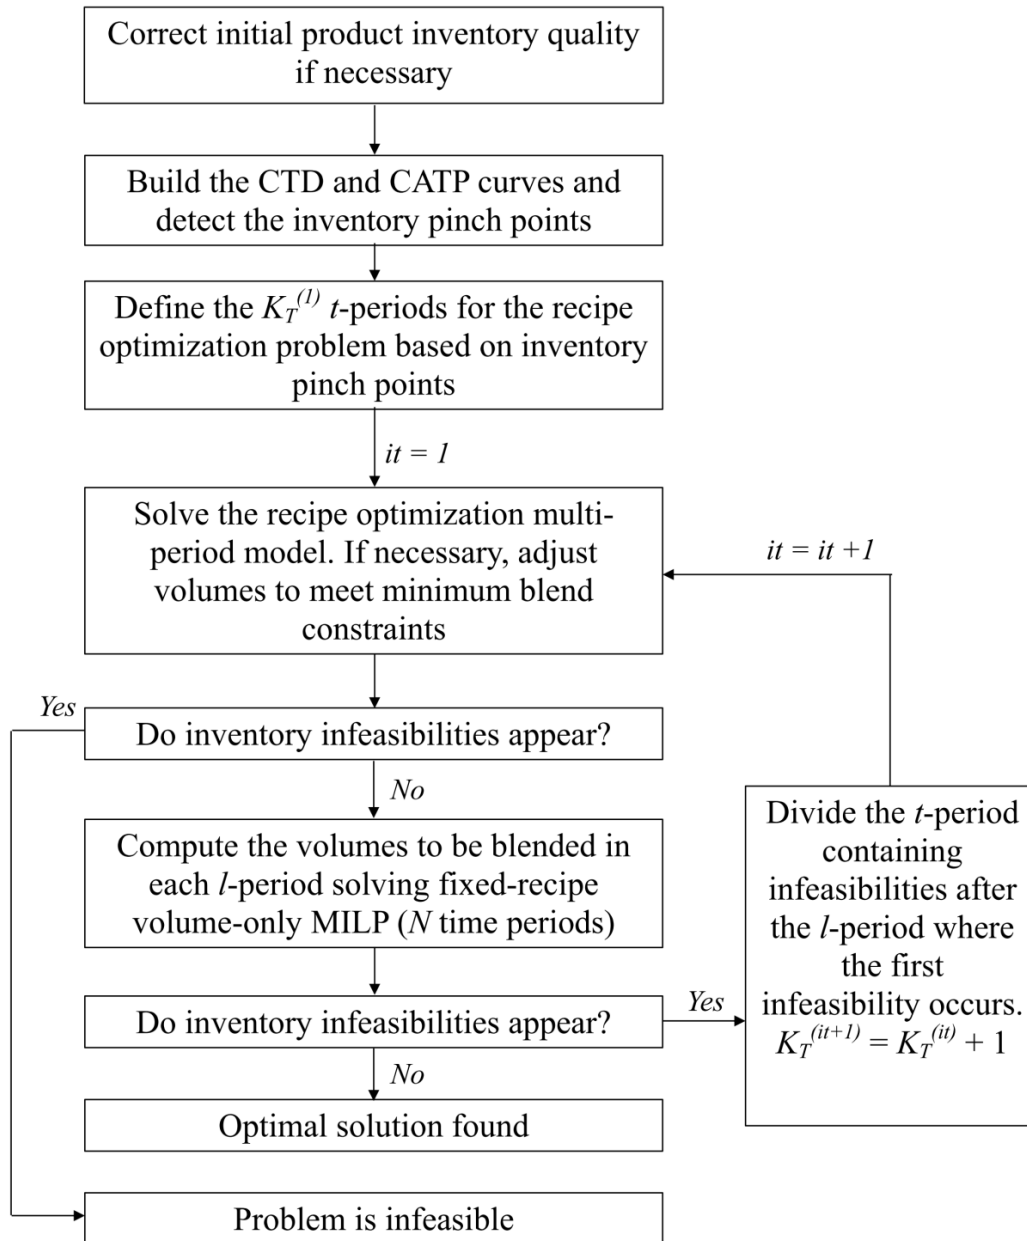 Correct initial product inventory quality
if necessary
Build the CTD and CATP curves and
detect the inventory pinch points
Define the K_T^(1) t-periods for the recipe
optimization problem based on inventory
pinch points
it = 1
Solve the recipe optimization multi-
period model. If necessary, adjust
volumes to meet minimum blend
constraints
it = it +1
Yes
Do inventory infeasibilities appear?
No
Compute the volumes to be blended in
each l-period solving fixed-recipe
volume-only MILP (N time periods)
Do inventory infeasibilities appear?
Yes
Divide the t-period
containing
infeasibilities after
the l-period where
the first
infeasibility occurs.
K_T^(it+1) = K_T^(it) + 1
No
Optimal solution found
Problem is infeasible